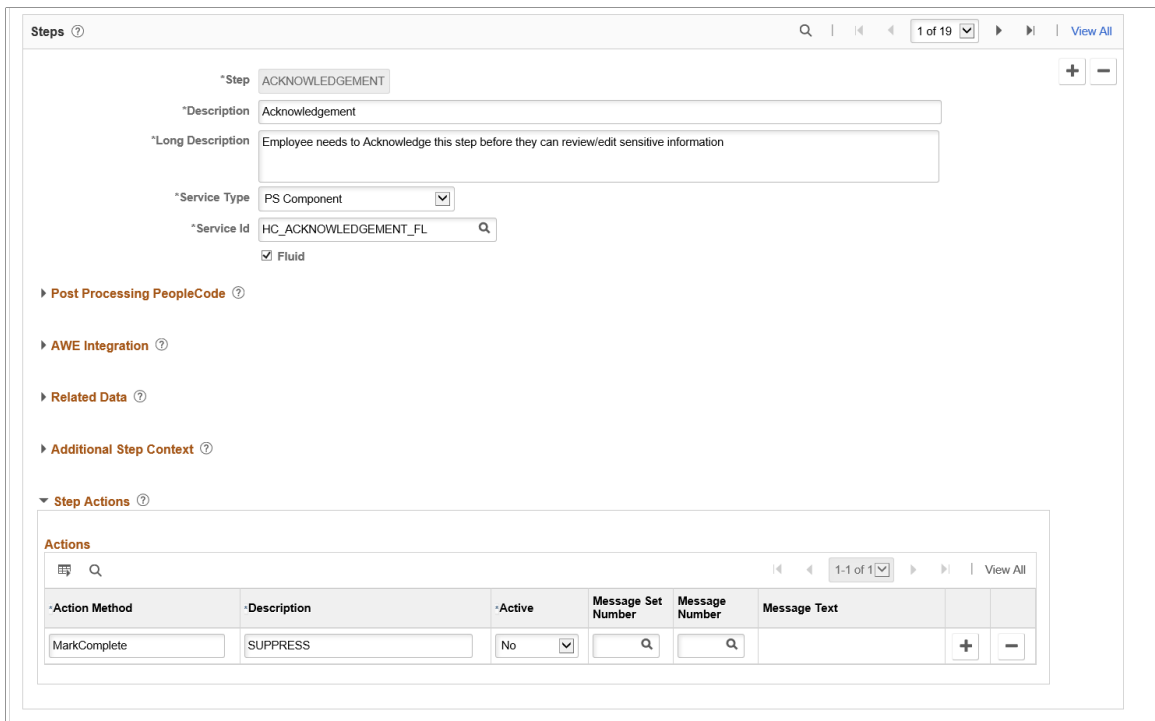 Steps ?
1 of 19
View All
*Step ACKNOWLEDGEMENT
*Description Acknowledgement
*Long Description Employee needs to Acknowledge this step before they can review/edit sensitive information
*Service Type PS Component
*Service Id HC_ACKNOWLEDGEMENT_FL
Fluid
Post Processing PeopleCode ?
AWE Integration ?
Related Data ?
Additional Step Context ?
Step Actions ?
Actions
1-1 of 1
View All
*Action Method *Description *Active Message Set Number Message Number Message Text
MarkComplete SUPPRESS No